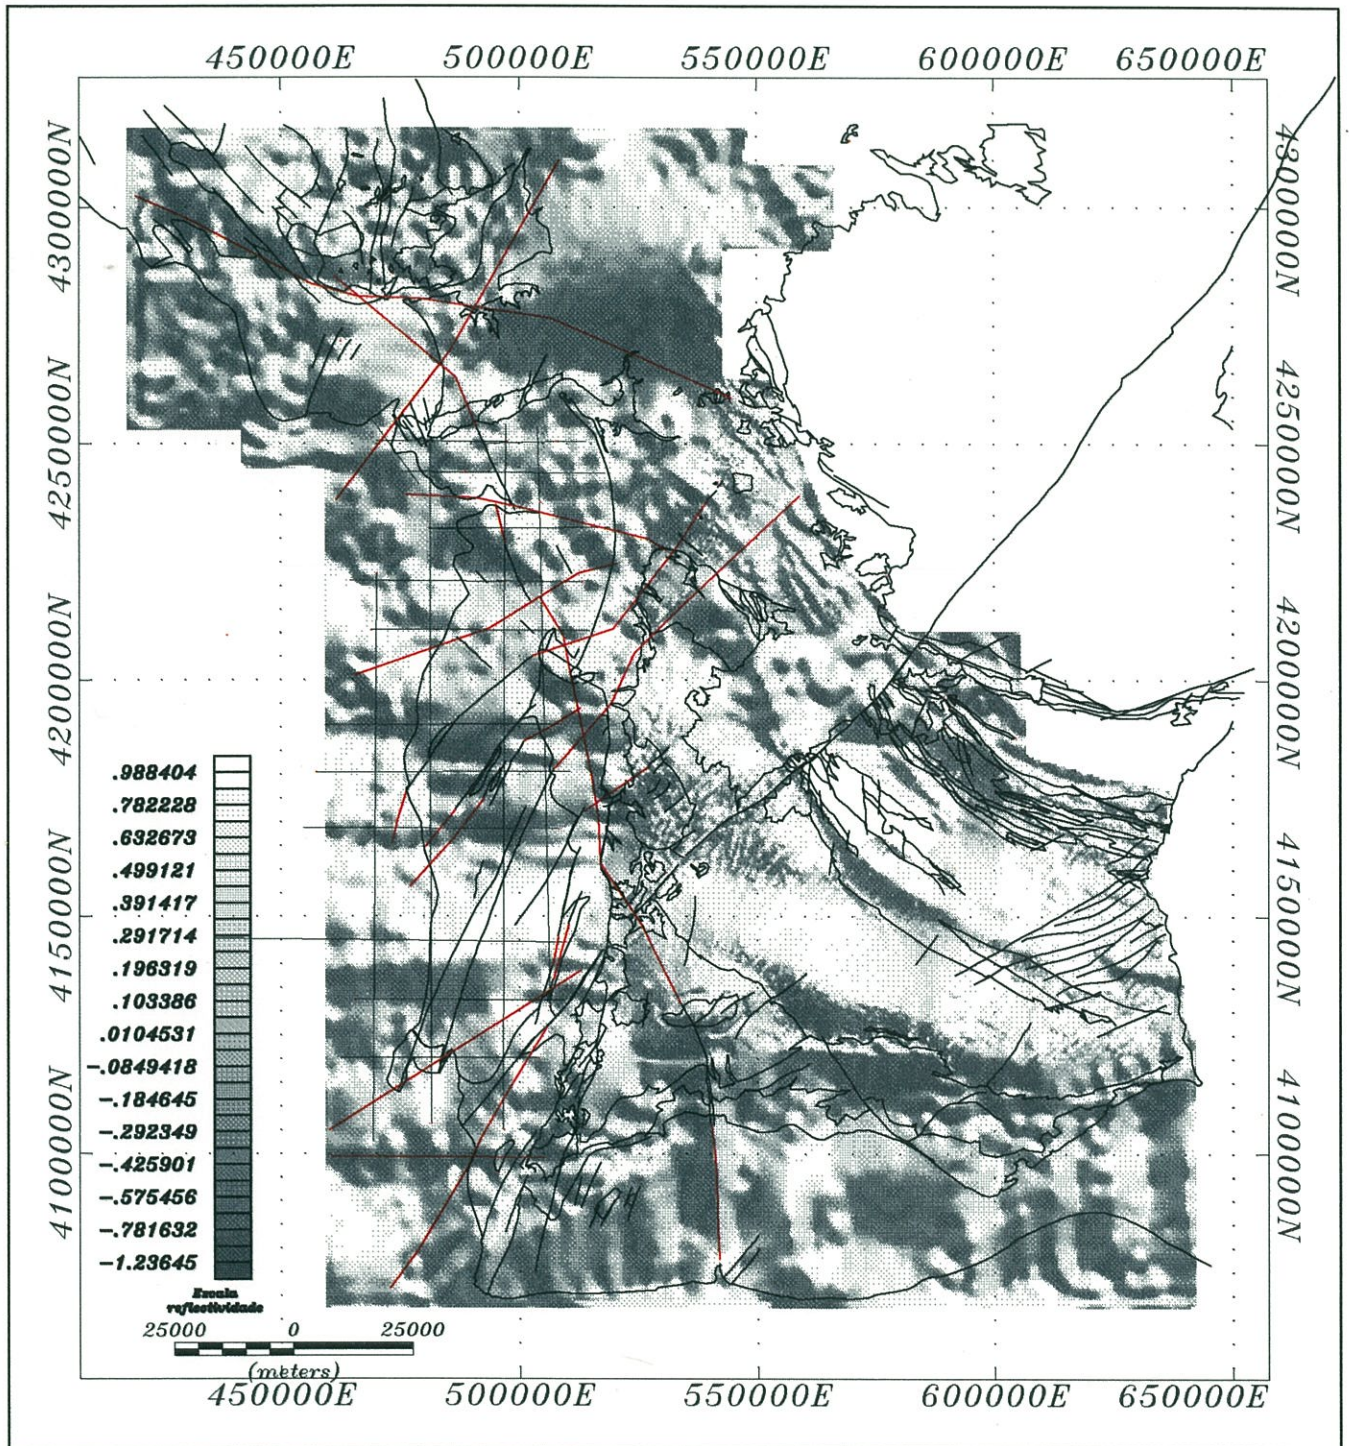 450000E 500000E 550000E 600000E 650000E
4300000N
4300000N
4250000N
4250000N
4200000N
4200000N
4150000N
4150000N
4100000N
4100000N
.988404
.782228
.632673
.499121
.391417
.291714
.196319
.103386
.0104531
-.0849418
-.184645
-.292349
-.425901
-.575456
-.781632
-1.23645
Escala
reflectividade
25000 0 25000
(meters)
450000E 500000E 550000E 600000E 650000E